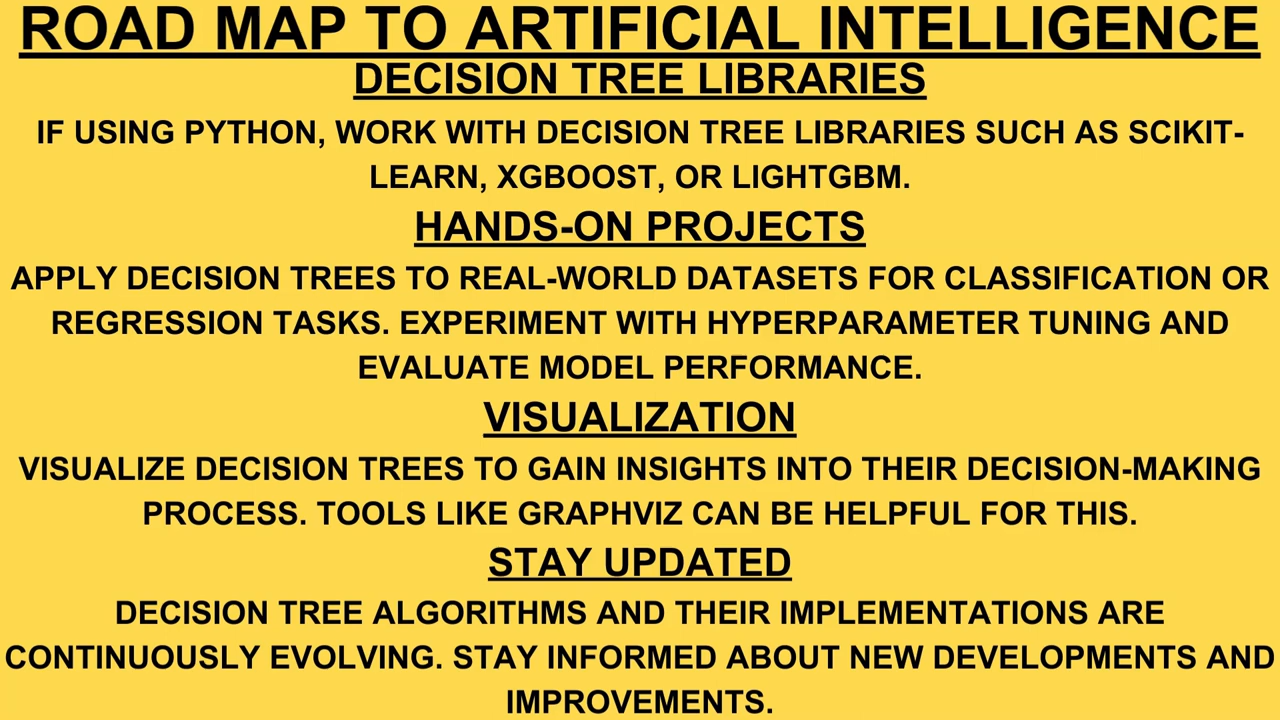 ROAD MAP TO ARTIFICIAL INTELLIGENCE
DECISION TREE LIBRARIES
IF USING PYTHON, WORK WITH DECISION TREE LIBRARIES SUCH AS SCIKIT-
LEARN, XGBOOST, OR LIGHTGBM.
HANDS-ON PROJECTS
APPLY DECISION TREES TO REAL-WORLD DATASETS FOR CLASSIFICATION OR
REGRESSION TASKS. EXPERIMENT WITH HYPERPARAMETER TUNING AND
EVALUATE MODEL PERFORMANCE.
VISUALIZATION
VISUALIZE DECISION TREES TO GAIN INSIGHTS INTO THEIR DECISION-MAKING
PROCESS. TOOLS LIKE GRAPHVIZ CAN BE HELPFUL FOR THIS.
STAY UPDATED
DECISION TREE ALGORITHMS AND THEIR IMPLEMENTATIONS ARE
CONTINUOUSLY EVOLVING. STAY INFORMED ABOUT NEW DEVELOPMENTS AND
IMPROVEMENTS.